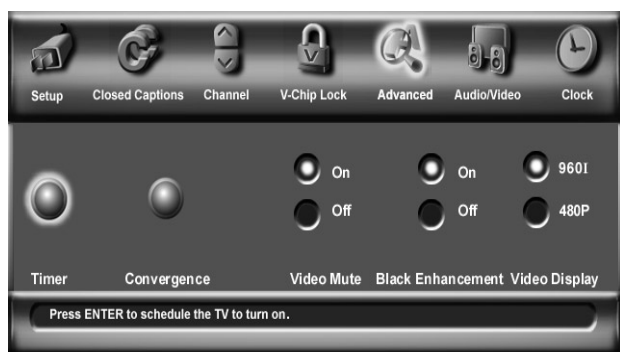 Setup Closed Captions Channel V-Chip Lock Advanced Audio/Video Clock
On On 960I
Off Off 480P
Timer Convergence Video Mute Black Enhancement Video Display
Press ENTER to schedule the TV to turn on.